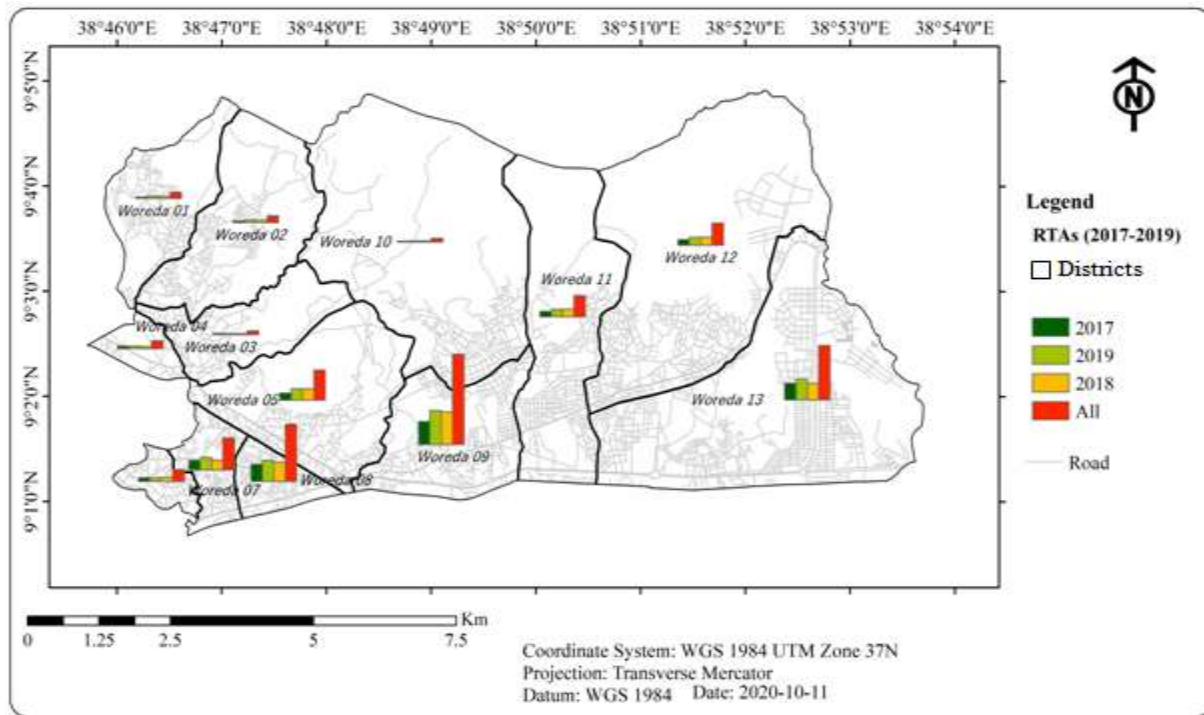 38°46'0"E 38°47'0"E 38°48'0"E 38°49'0"E 38°50'0"E 38°51'0"E 38°52'0"E 38°53'0"E 38°54'0"E
9°5'0"N
9°4'0"N
9°3'0"N
9°2'0"N
9°1'0"N
Woreda 01
Woreda 02
Woreda 10
Woreda 12
Woreda 11
Woreda 04
Woreda 03
Woreda 05
Woreda 13
Woreda 09
Woreda 08
Woreda 07
N
Legend
RTAs (2017-2019)
Districts
2017
2019
2018
All
Road
Km
0 1.25 2.5 5 7.5
Coordinate System: WGS 1984 UTM Zone 37N
Projection: Transverse Mercator
Datum: WGS 1984 Date: 2020-10-11